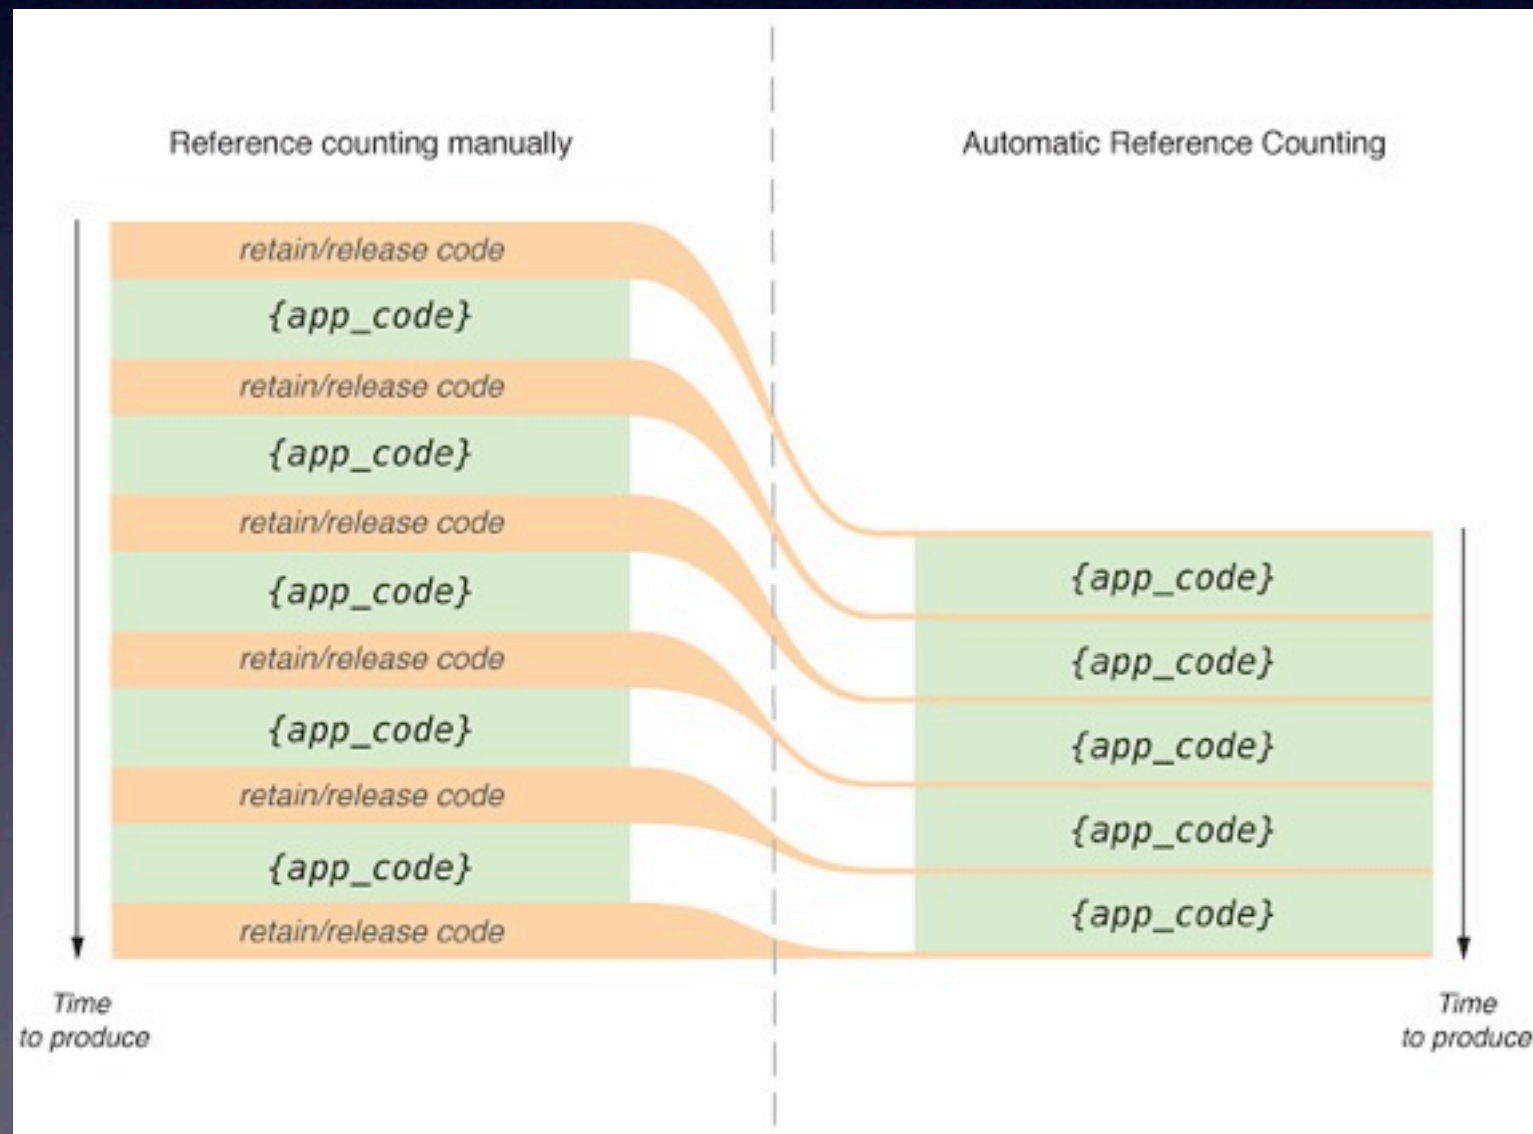 Reference counting manually
Automatic Reference Counting
retain/release code
{app_code}
retain/release code
{app_code}
retain/release code
{app_code}
retain/release code
{app_code}
retain/release code
{app_code}
retain/release code
{app_code}
{app_code}
{app_code}
{app_code}
{app_code}
Time
to produce
Time
to produce